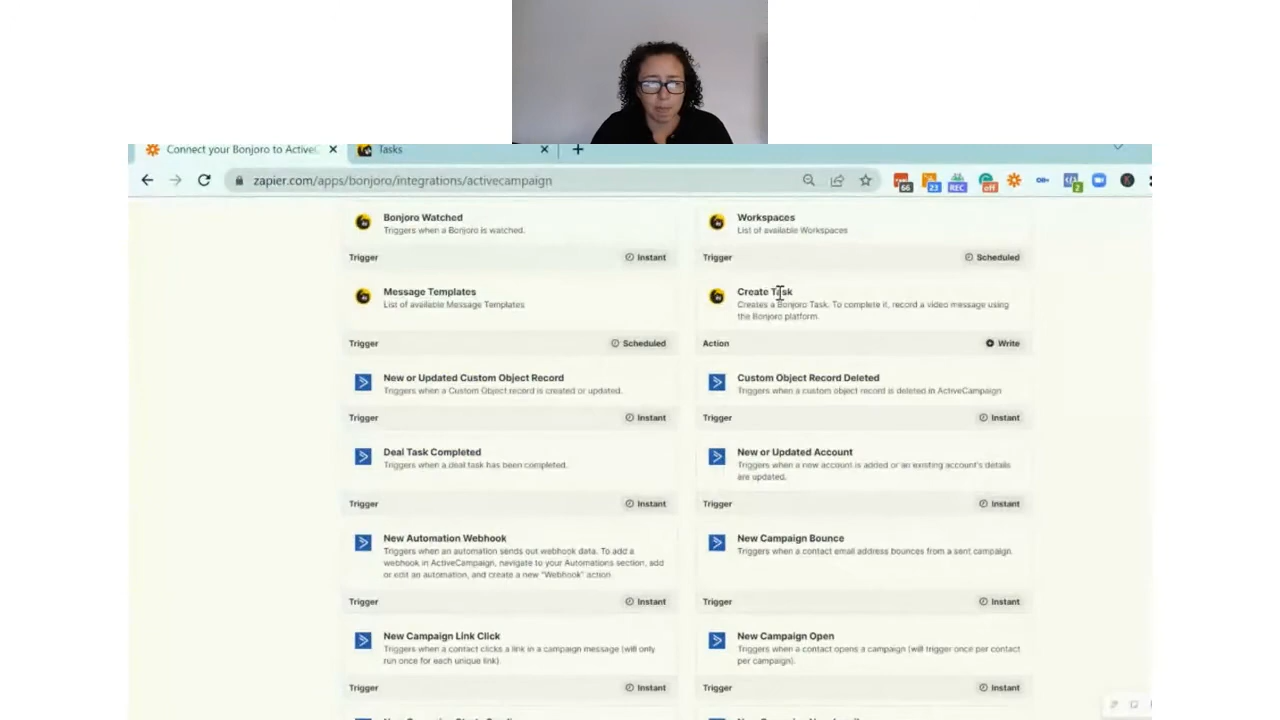 Connect your Bonjoro to Active
Tasks
zapier.com/apps/bonjoro/integrations/activecampaign
66
23
REC
off
2
Bonjoro Watched
Triggers when a Bonjoro is watched.
Trigger
Instant
Workspaces
List of available Workspaces
Trigger
Scheduled
Message Templates
List of available Message Templates
Trigger
Scheduled
Create Task
Creates a Bonjoro Task. To complete it, record a video message using
the Bonjoro platform.
Action
Write
New or Updated Custom Object Record
Triggers when a Custom Object record is created or updated.
Trigger
Instant
Custom Object Record Deleted
Triggers when a custom object record is deleted in ActiveCampaign
Trigger
Instant
Deal Task Completed
Triggers when a deal task has been completed.
Trigger
Instant
New or Updated Account
Triggers when a new account is added or an existing account's details
are updated.
Trigger
Instant
New Automation Webhook
Triggers when an automation sends out webhook data. To add a
webhook in ActiveCampaign, navigate to your Automations section, add
or edit an automation, and create a new "Webhook" action
Trigger
Instant
New Campaign Bounce
Triggers when a contact email address bounces from a sent campaign.
Trigger
Instant
New Campaign Link Click
Triggers when a contact clicks a link in a campaign message (will only
run once for each unique link).
Trigger
Instant
New Campaign Open
Triggers when a contact opens a campaign (will trigger once per contact
per campaign).
Trigger
Instant